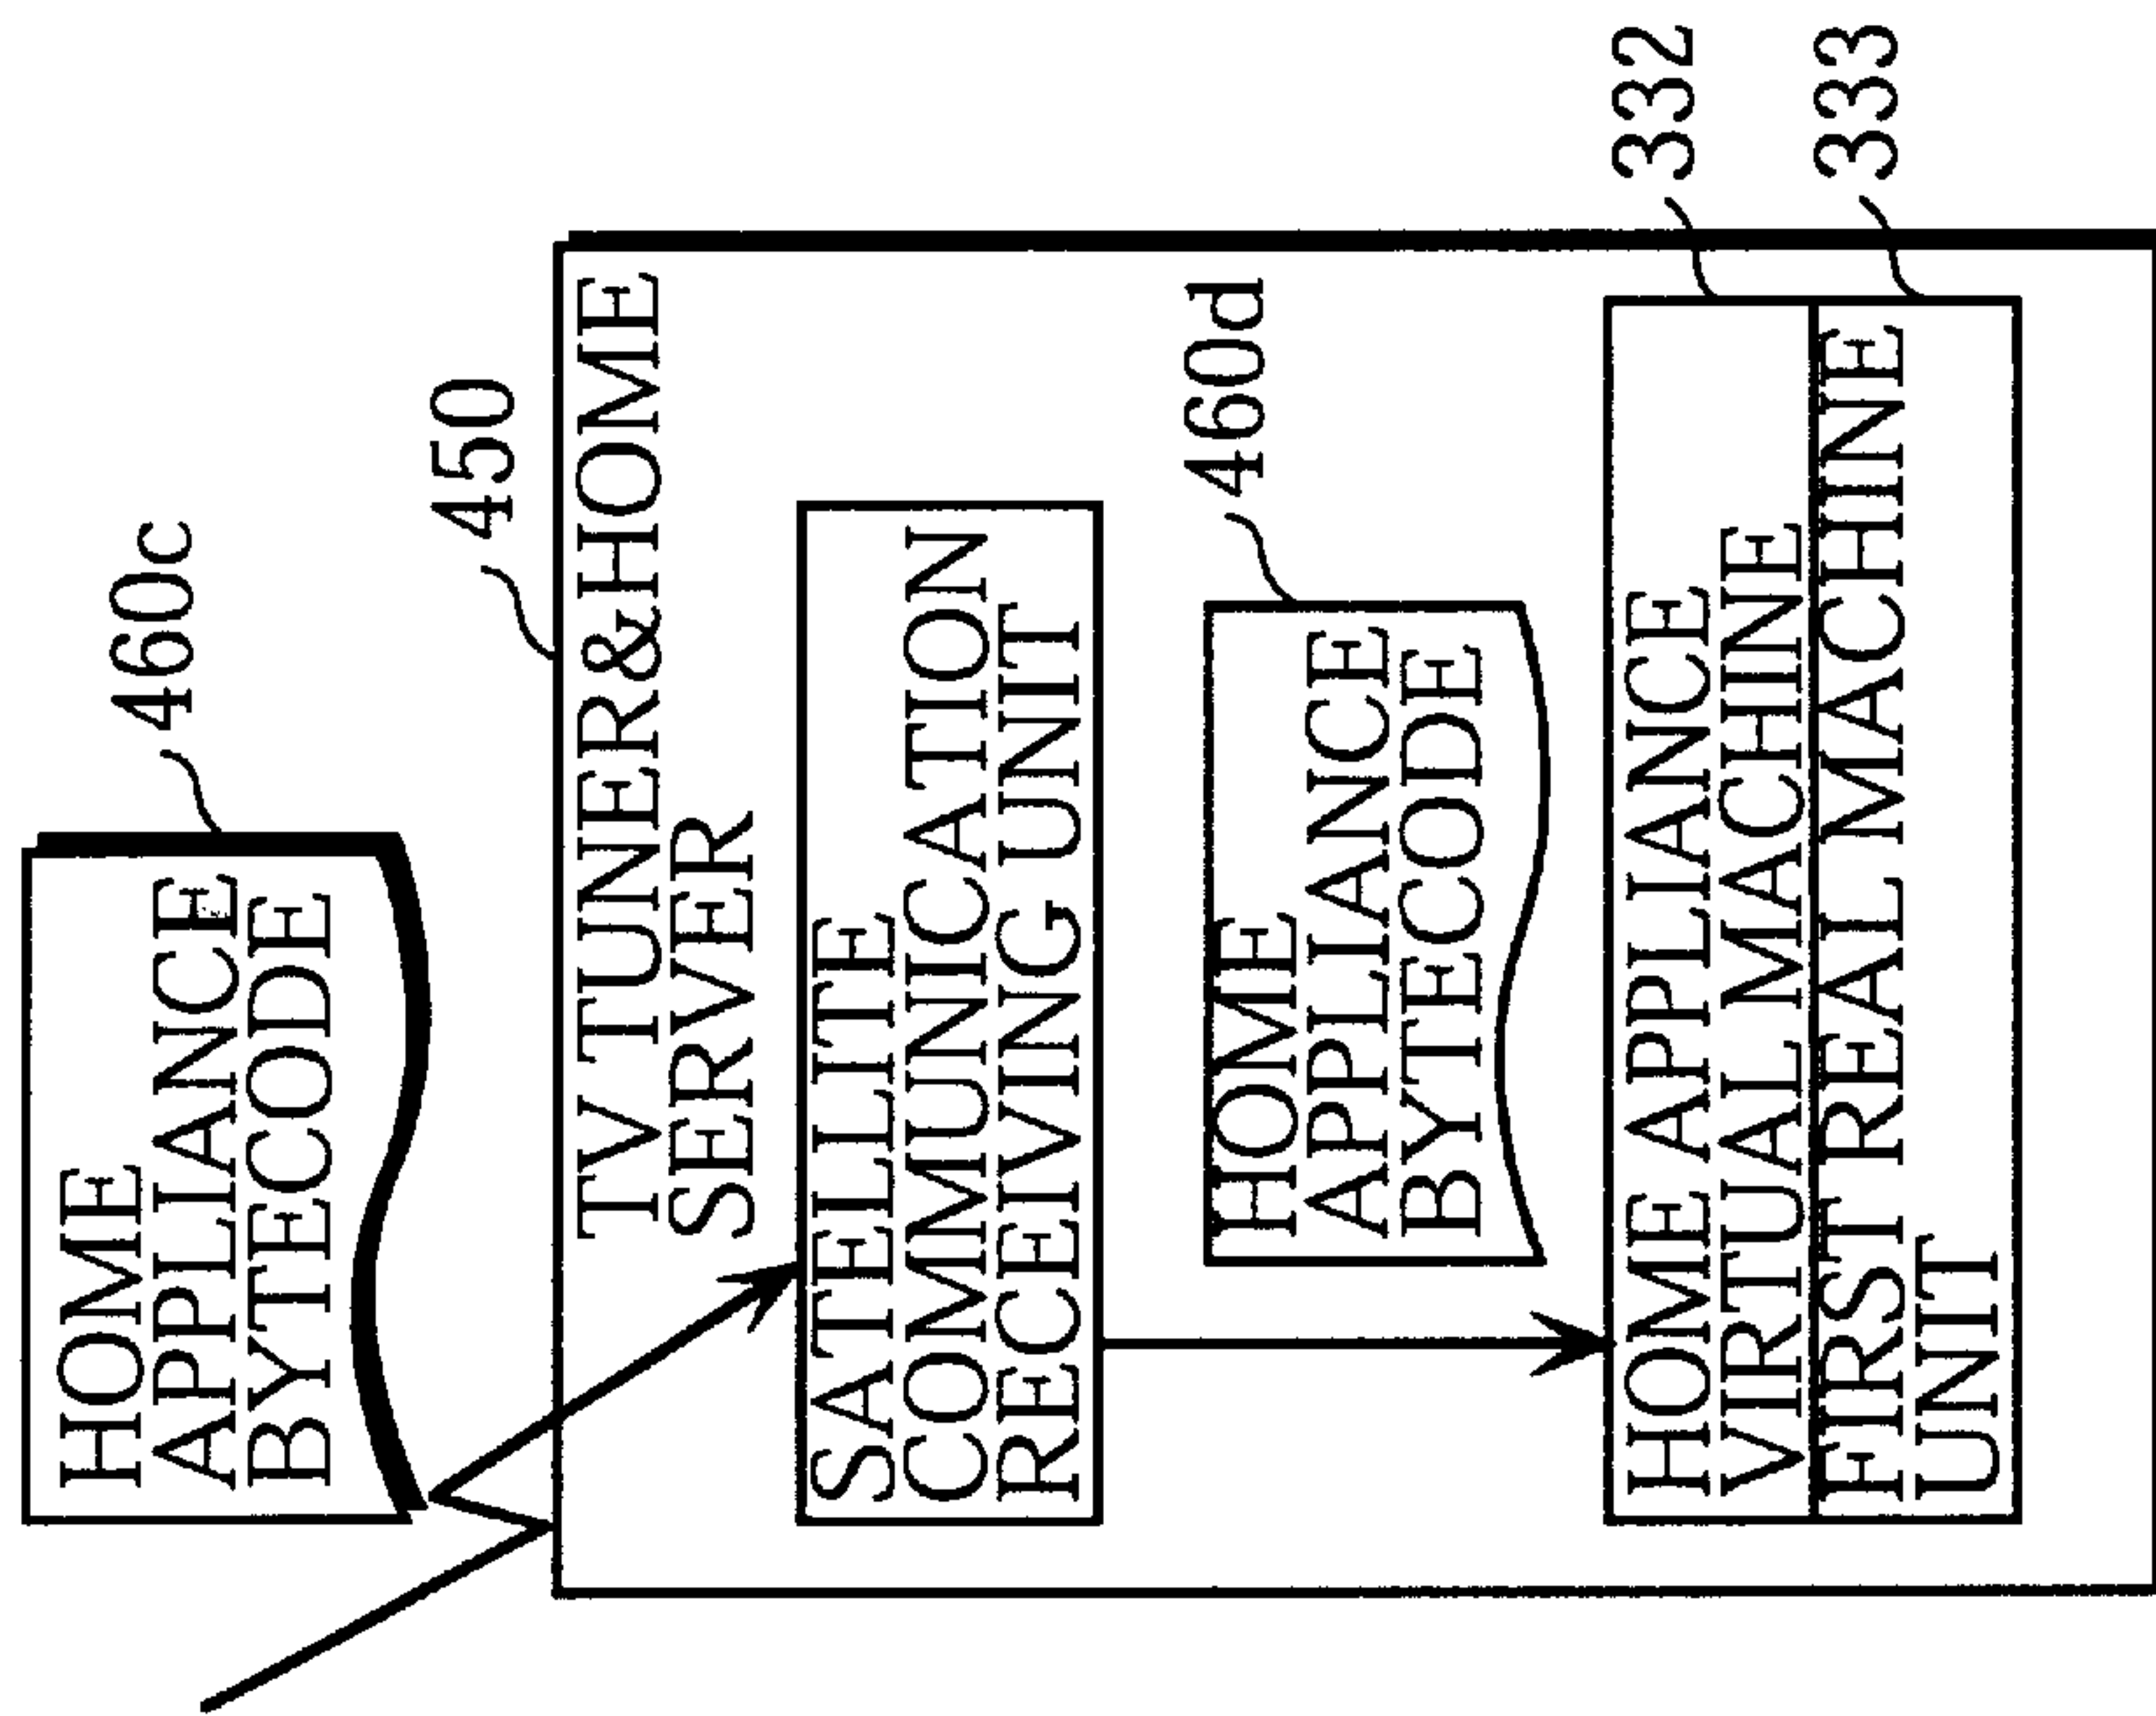 HOME
APPLIANCE
BYTECODE
460c
450
TV TUNER&HOME
SERVER
SATELLITE
COMMUNICATION
RECEIVING UNIT
460d
HOME
APPLIANCE
BYTECODE
332
HOME APPLIANCE
VIRTUAL MACHINE
333
FIRST REAL MACHINE
UNIT